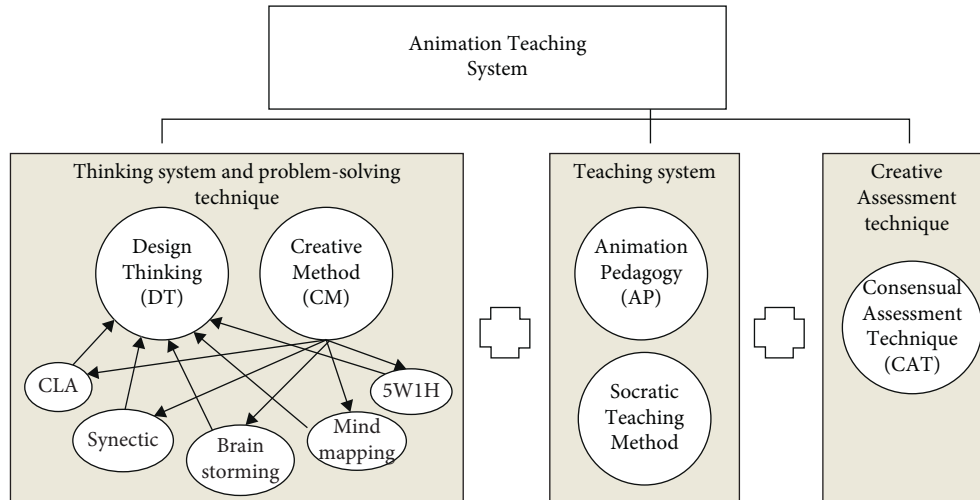 Animation Teaching
System
Thinking system and problem-solving
technique
Design
Thinking
(DT)
Creative
Method
(CM)
CLA
Synectic
Brain
storming
Mind
mapping
5W1H
Teaching system
Animation
Pedagogy
(AP)
Socratic
Teaching
Method
Creative
Assessment
technique
Consensual
Assessment
Technique
(CAT)